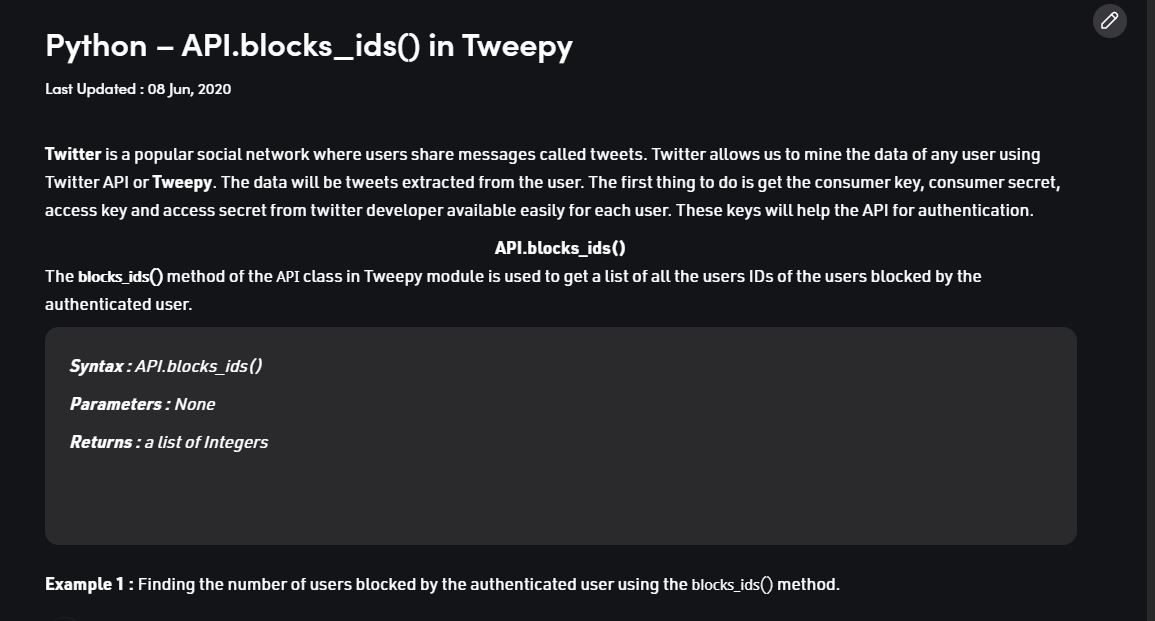 Python – API.blocks_ids() in Tweepy
Last Updated : 08 Jun, 2020
Twitter is a popular social network where users share messages called tweets. Twitter allows us to mine the data of any user using
Twitter API or Tweepy. The data will be tweets extracted from the user. The first thing to do is get the consumer key, consumer secret,
access key and access secret from twitter developer available easily for each user. These keys will help the API for authentication.
API.blocks_ids()
The blocks_ids() method of the API class in Tweepy module is used to get a list of all the users IDs of the users blocked by the
authenticated user.
Syntax : API.blocks_ids()
Parameters : None
Returns : a list of Integers
Example 1 : Finding the number of users blocked by the authenticated user using the blocks_ids() method.